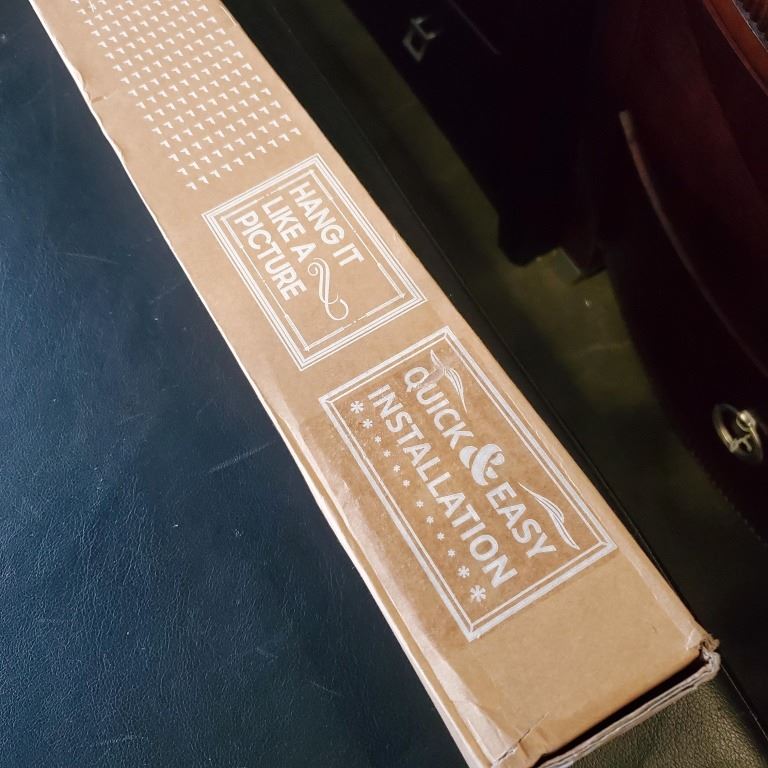 HANG IT
LIKE A
PICTURE
QUICK & EASY
INSTALLATION